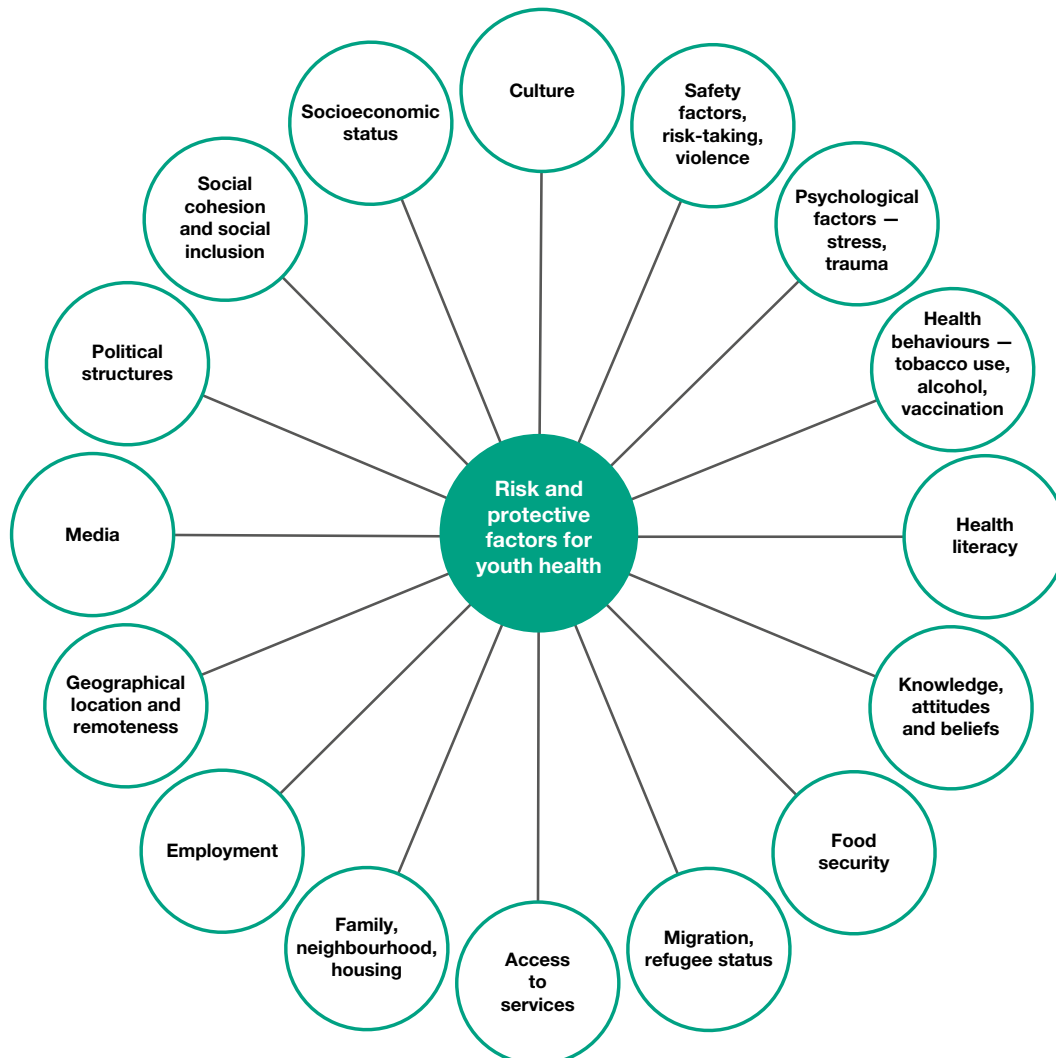 Culture
Safety
factors,
risk-taking,
violence
Psychological
factors —
stress,
trauma
Health
behaviours —
tobacco use,
alcohol,
vaccination
Health
literacy
Knowledge,
attitudes
and beliefs
Food
security
Migration,
refugee status
Access
to
services
Family,
neighbourhood,
housing
Employment
Geographical
location and
remoteness
Media
Political
structures
Social
cohesion
and social
inclusion
Socioeconomic
status
Risk and
protective
factors for
youth health